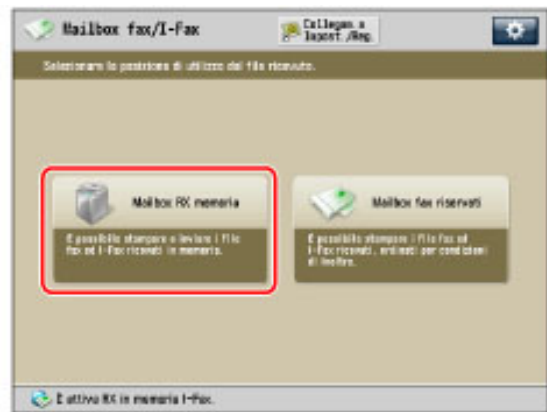 Mailbox fax/I-Fax
Collegam.a
Impost./Reg.
Selezionare la posizione di utilizzo del file ricevuto.
Mailbox RX memoria
È possibile stampare o inviare i file
fax ed I-Fax ricevuti in memoria.
Mailbox fax riservati
È possibile stampare i file fax ed
I-Fax ricevuti, ordinati per condizioni
di inoltro.
È attivo RX in memoria I-Fax.